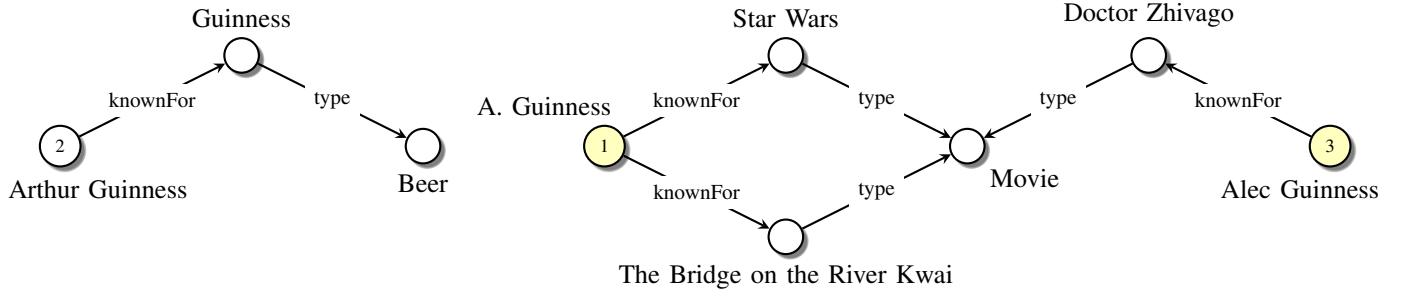 Guinness
Star Wars
Doctor Zhivago
knownFor
type
A. Guinness
knownFor
type
type
knownFor
2
1
3
Arthur Guinness
Beer
Movie
Alec Guinness
knownFor
type
The Bridge on the River Kwai